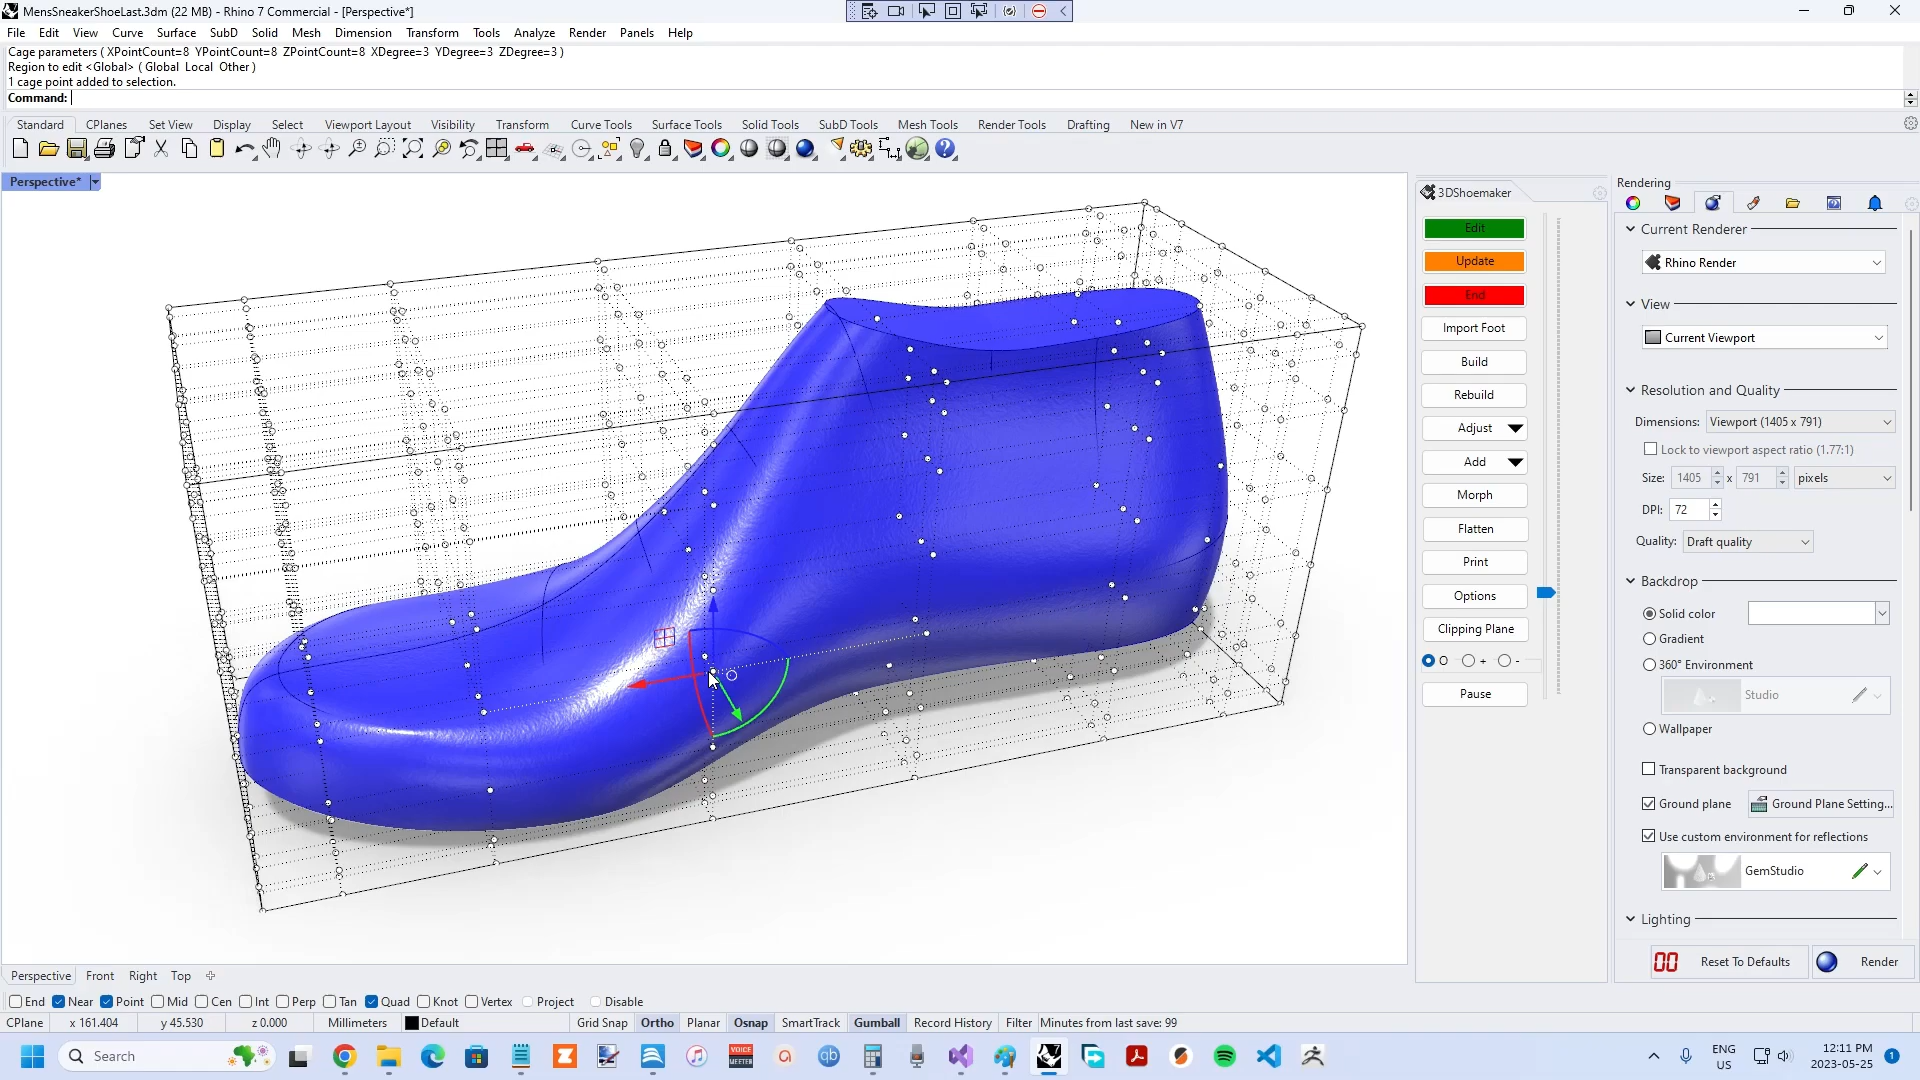 MensSneakerShoeLast.3dm (22 MB) - Rhino 7 Commercial - [Perspective*]
File Edit View Curve Surface SubD Solid Mesh Dimension Transform Tools Analyze Render Panels Help
Cage parameters ( XPointCount=8 YPointCount=8 ZPointCount=8 XDegree=3 YDegree=3 ZDegree=3 )
Region to edit <Global> ( Global Local Other )
1 cage point added to selection.
Command:
Standard CPlanes Set View Display Select Viewport Layout Visibility Transform Curve Tools Surface Tools Solid Tools SubD Tools Mesh Tools Render Tools Drafting New in V7
Perspective*
3DShoemaker
Edit
Update
End
Import Foot
Build
Rebuild
Adjust
Add
Morph
Flatten
Print
Options
Clipping Plane
O + -
Pause
Rendering
Current Renderer
Rhino Render
View
Current Viewport
Resolution and Quality
Dimensions: Viewport (1405 x 791)
Lock to viewport aspect ratio (1.77:1)
Size: 1405 x 791 pixels
DPI: 72
Quality: Draft quality
Backdrop
Solid color
Gradient
360° Environment
Studio
Wallpaper
Transparent background
Ground plane Ground Plane Setting...
Use custom environment for reflections
GemStudio
Lighting
Reset To Defaults Render
Perspective Front Right Top
End Near Point Mid Cen Int Perp Tan Quad Knot Vertex Project Disable
CPlane x 161.404 y 45.530 z 0.000 Millimeters Default Grid Snap Ortho Planar Osnap SmartTrack Gumball Record History Filter Minutes from last save: 99
Search
VOICE MEETER
qb
ENG
US
12:11 PM
2023-05-25
1